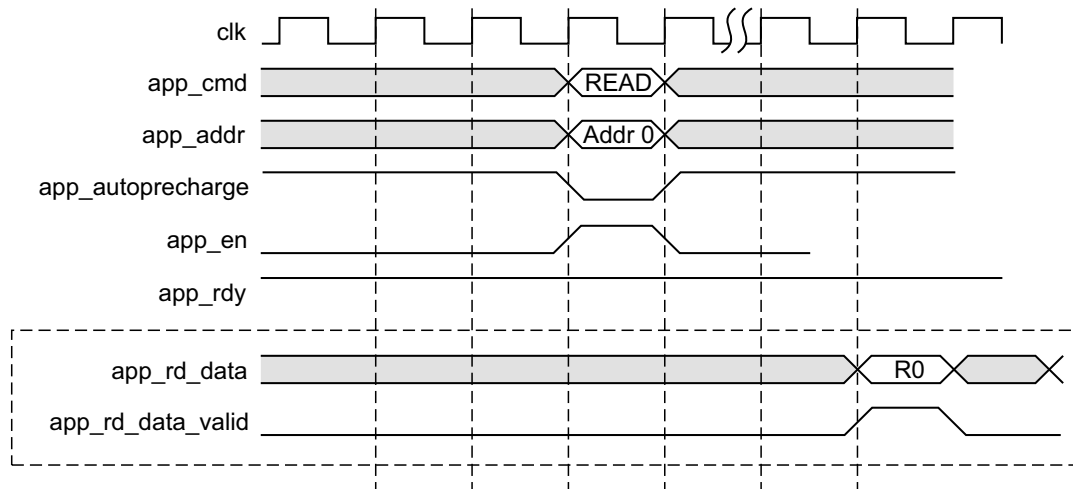 clk
app_cmd READ
app_addr Addr 0
app_autoprecharge
app_en
app_rdy
app_rd_data R0
app_rd_data_valid